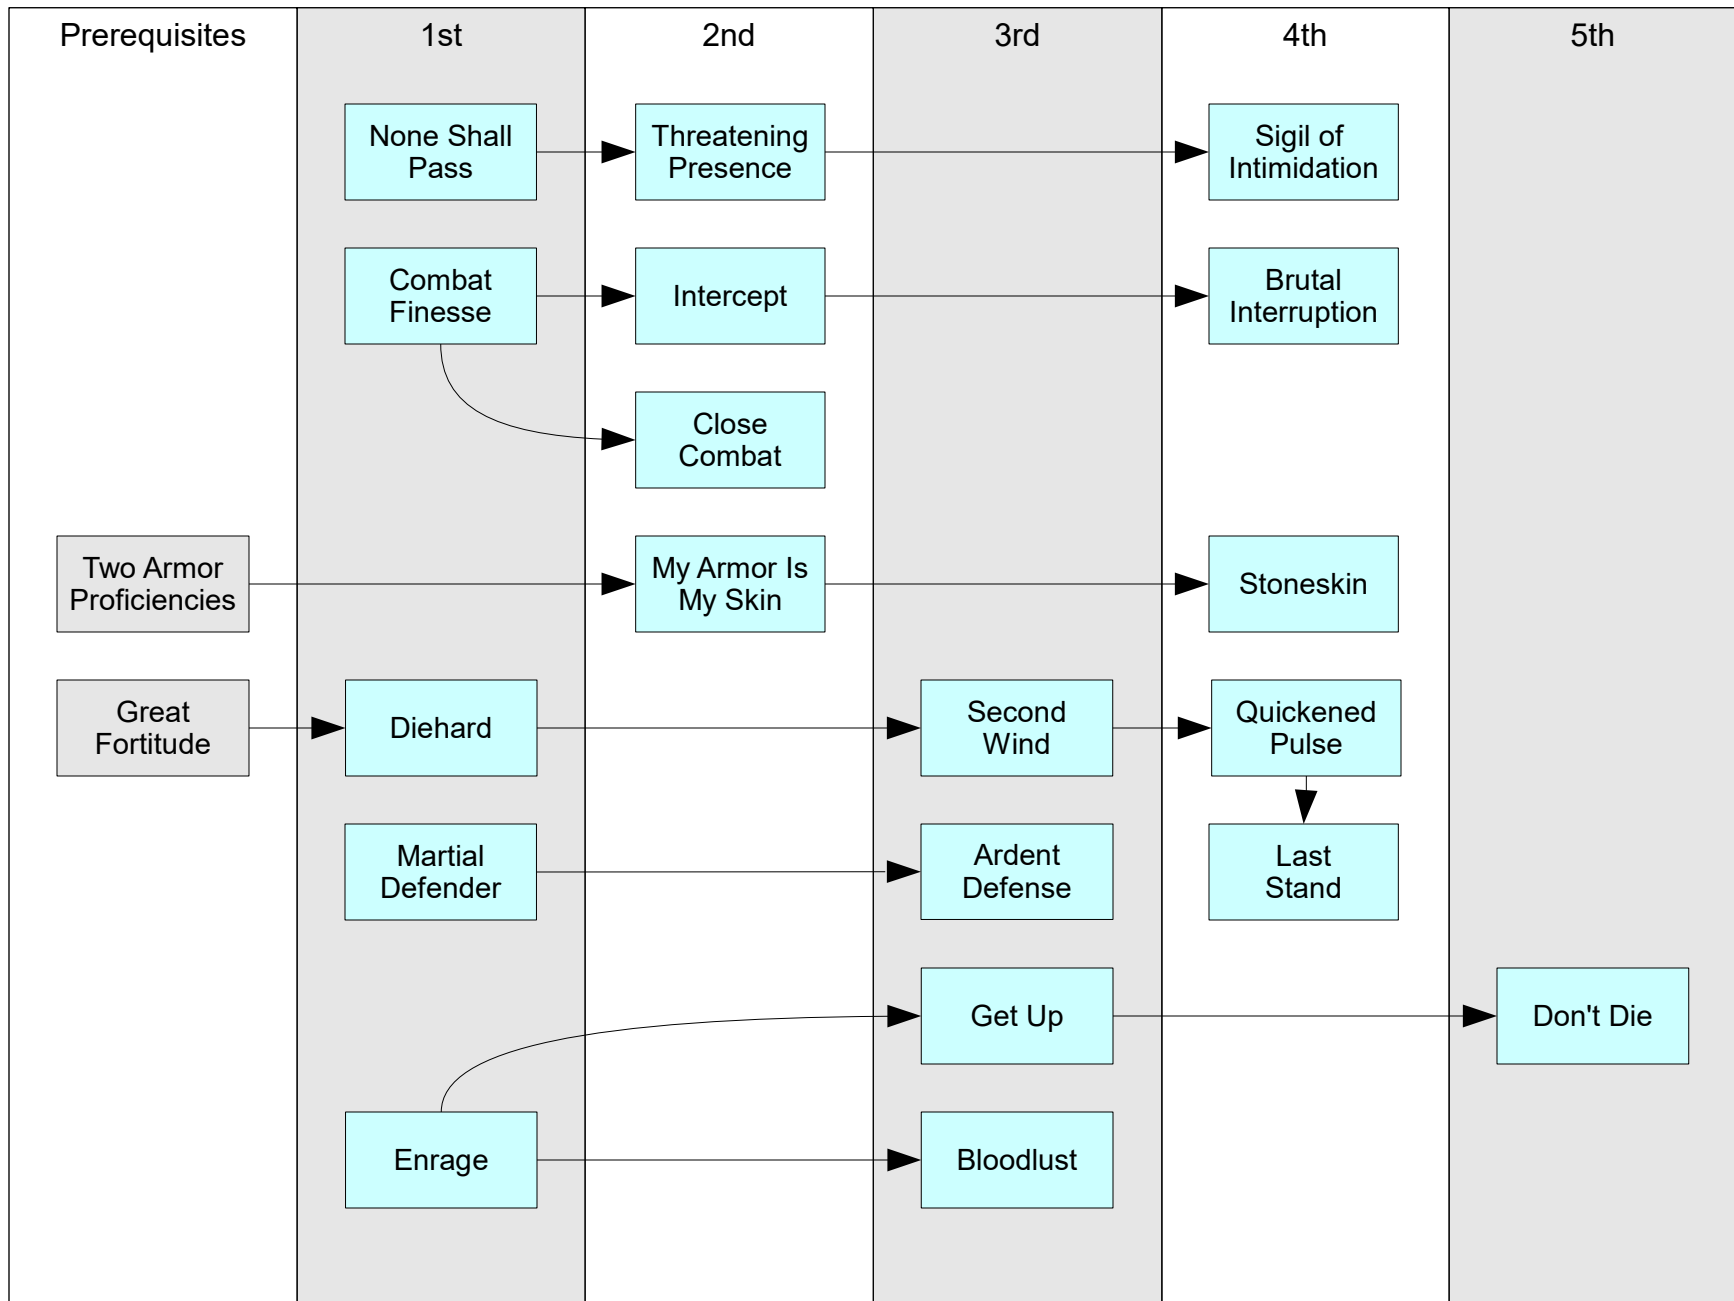 Prerequisites
1st
2nd
3rd
4th
5th
None Shall
Pass
Threatening
Presence
Sigil of
Intimidation
Combat
Finesse
Intercept
Brutal
Interruption
Close
Combat
Two Armor
Proficiencies
My Armor Is
My Skin
Stoneskin
Great
Fortitude
Diehard
Second
Wind
Quickened
Pulse
Martial
Defender
Ardent
Defense
Last
Stand
Get Up
Don't Die
Enrage
Bloodlust